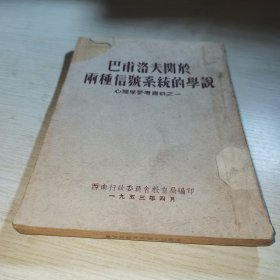 巴甫洛夫関於
兩種信號系統的學說
心理學參考資料之一
西南行政委員會教育局編印
一九五三年四月